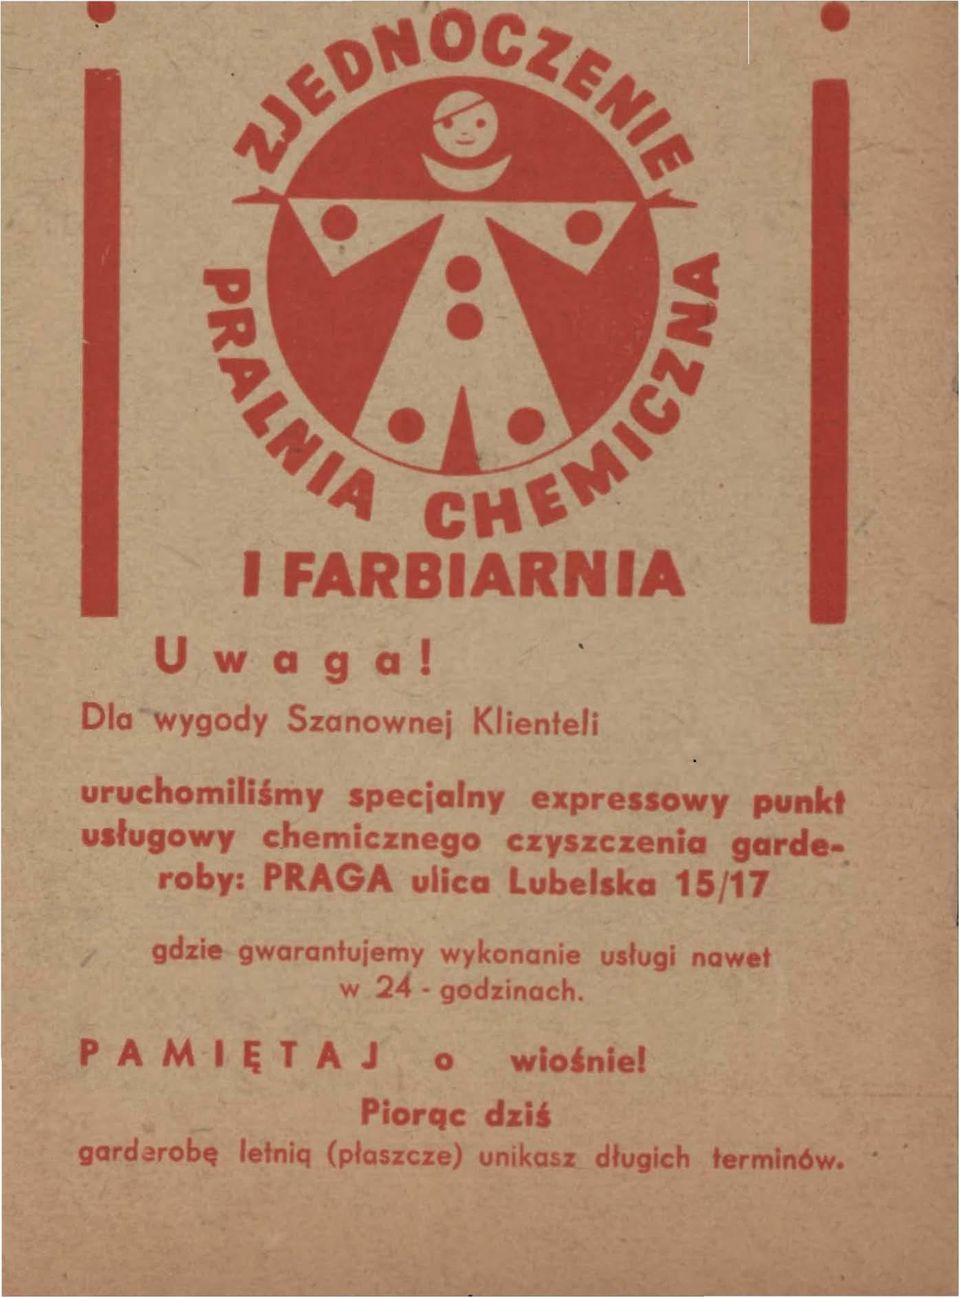 ZJEDNOCZENIE
PRALNIA CHEMICZNA
I FARBIARNIA
Uwaga!
Dla wygody Szanownej Klienteli
uruchomiliśmy specjalny expressowy punkt
usługowy chemicznego czyszczenia garde-
roby: PRAGA ulica Lubelska 15/17
gdzie gwarantujemy wykonanie usługi nawet
w 24 - godzinach.
PAMIĘTAJ o wiośnie!
Piorąc dziś
garderobę letnią (płaszcze) unikasz długich terminów.